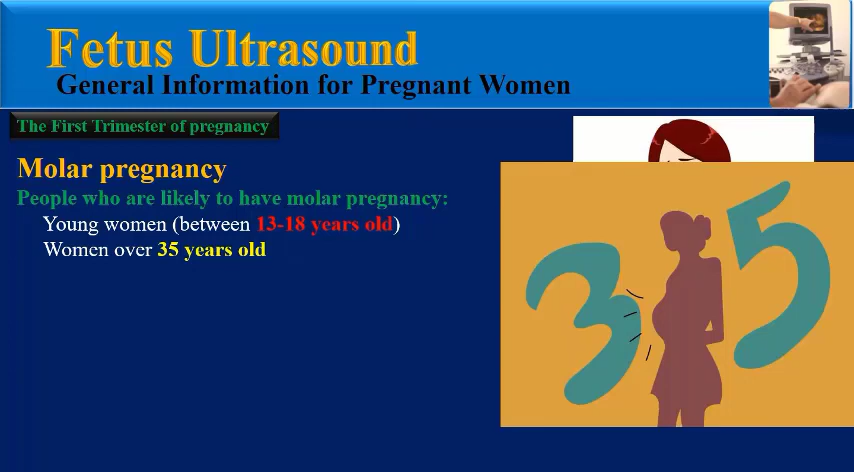 Fetus Ultrasound
General Information for Pregnant Women
The First Trimester of pregnancy
Molar pregnancy
People who are likely to have molar pregnancy:
Young women (between 13-18 years old)
Women over 35 years old
35